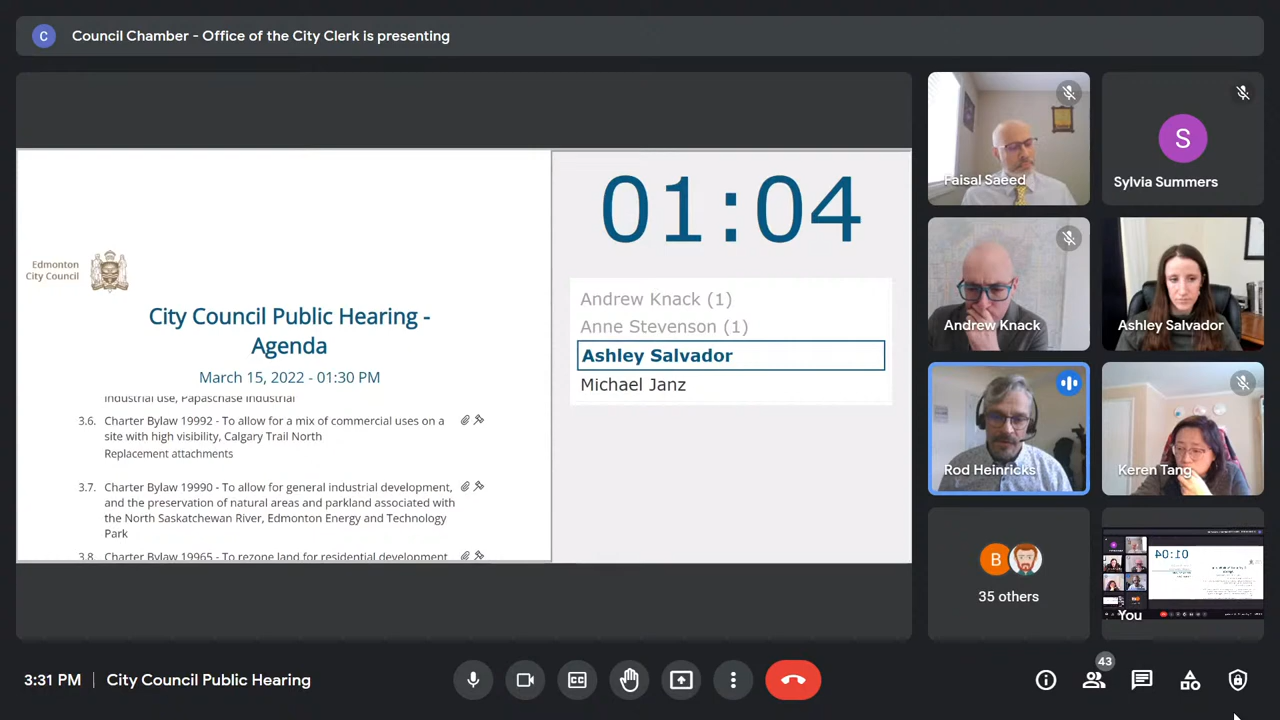 C
Council Chamber - Office of the City Clerk is presenting
Edmonton
City Council
City Council Public Hearing -
Agenda
March 15, 2022 - 01:30 PM
industrial use, Papaschase Industrial
3.6. Charter Bylaw 19992 - To allow for a mix of commercial uses on a
site with high visibility, Calgary Trail North
Replacement attachments
3.7. Charter Bylaw 19990 - To allow for general industrial development,
and the preservation of natural areas and parkland associated with
the North Saskatchewan River, Edmonton Energy and Technology
Park
3.8. Charter Bylaw 19965 - To rezone land for residential development
01:04
Andrew Knack (1)
Anne Stevenson (1)
Ashley Salvador
Michael Janz
Faisal Saeed
S
Sylvia Summers
Andrew Knack
Ashley Salvador
Rod Heinricks
Keren Tang
B
35 others
01:04
You
3:31 PM | City Council Public Hearing
43